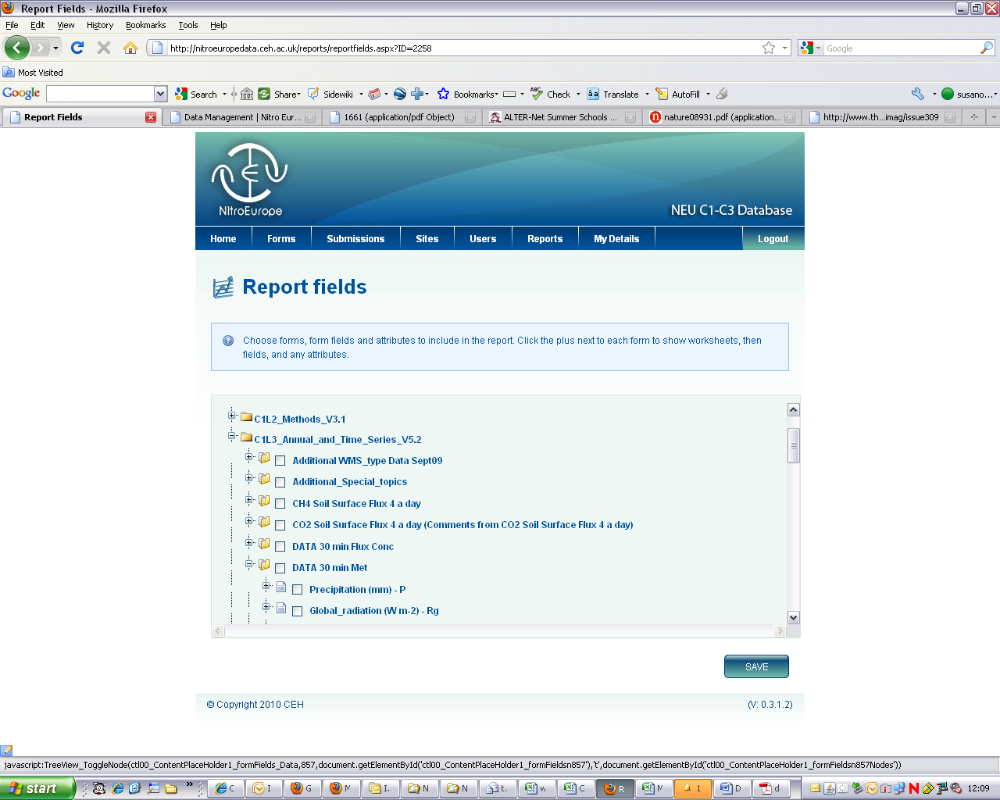 Report Fields - Mozilla Firefox
File Edit View History Bookmarks Tools Help
http://nitroeuropedata.ceh.ac.uk/reports/reportfields.aspx?ID=2258
Google
Most Visited
Google Search Share Sidewiki Bookmarks ABC Check Translate AutoFill susano...
Report Fields
Data Management | Nitro Eur...
1661 (application/pdf Object)
ALTER-Net Summer Schools ...
nature08931.pdf (application...
http://www.th...imag/issue309
NitroEurope
NEU C1-C3 Database
Home Forms Submissions Sites Users Reports My Details Logout
Report fields
Choose forms, form fields and attributes to include in the report. Click the plus next to each form to show worksheets, then
fields, and any attributes.
C1L2_Methods_V3.1
C1L3_Annual_and_Time_Series_V5.2
Additional WMS_type Data Sept09
Additional_Special_topics
CH4 Soil Surface Flux 4 a day
CO2 Soil Surface Flux 4 a day (Comments from CO2 Soil Surface Flux 4 a day)
DATA 30 min Flux Conc
DATA 30 min Met
Precipitation (mm) - P
Global_radiation (W m-2) - Rg
SAVE
© Copyright 2010 CEH
(V: 0.3.1.2)
javascript:TreeView_ToggleNode(ctl00_ContentPlaceHolder1_formFields_Data,857,document.getElementById('ctl00_ContentPlaceHolder1_formFieldsn857'),'t',document.getElementById('ctl00_ContentPlaceHolder1_formFieldsn857Nodes'))
start C I G M I. N N t. w C R M 1 D d 12:09